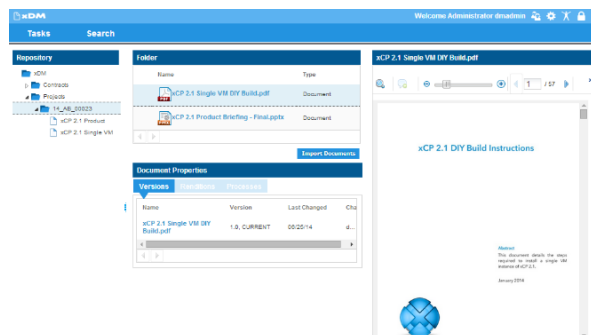 xDM
Welcome Administrator dmadmin
Tasks Search
Repository
xDM
Contracts
Projects
14_AB_00023
xCP 2.1 Product
xCP 2.1 Single VM
Folder
Name Type
xCP 2.1 Single VM DIY Build.pdf Document
xCP 2.1 Product Briefing - Final.pptx Document
Import Documents
Document Properties
Versions Renditions Processes
Name Version Last Changed Cha
xCP 2.1 Single VM DIY
Build.pdf
1.0, CURRENT 05/25/14 d...
xCP 2.1 Single VM DIY Build.pdf
1 / 57
xCP 2.1 DIY Build Instructions
Abstract
This document details the steps
required to install a single VM
instance of xCP 2.1.
January 2014